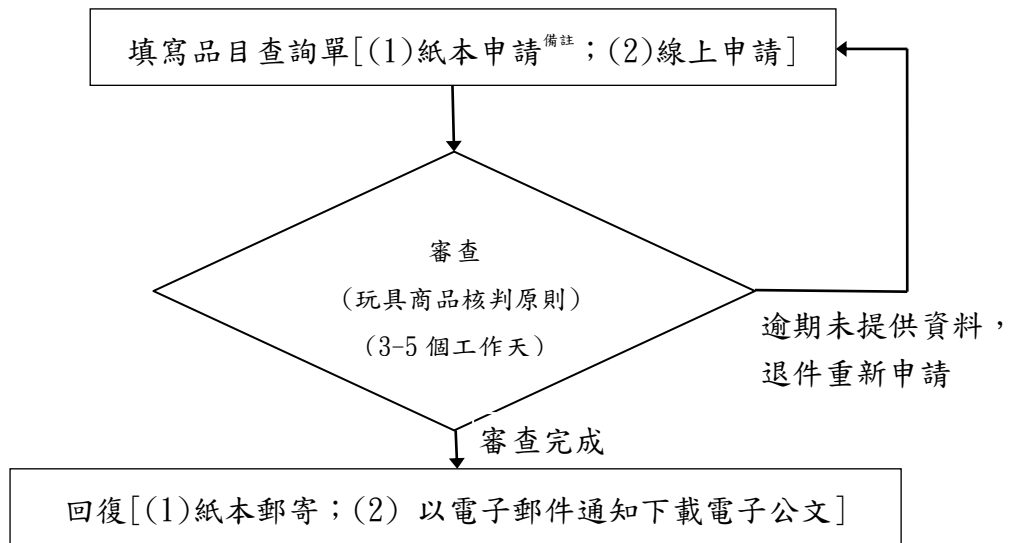 填寫品目查詢單[(1)紙本申請備註；(2)線上申請]
審查
(玩具商品核判原則)
(3-5個工作天)
逾期未提供資料，
退件重新申請
審查完成
回復[(1)紙本郵寄；(2) 以電子郵件通知下載電子公文]